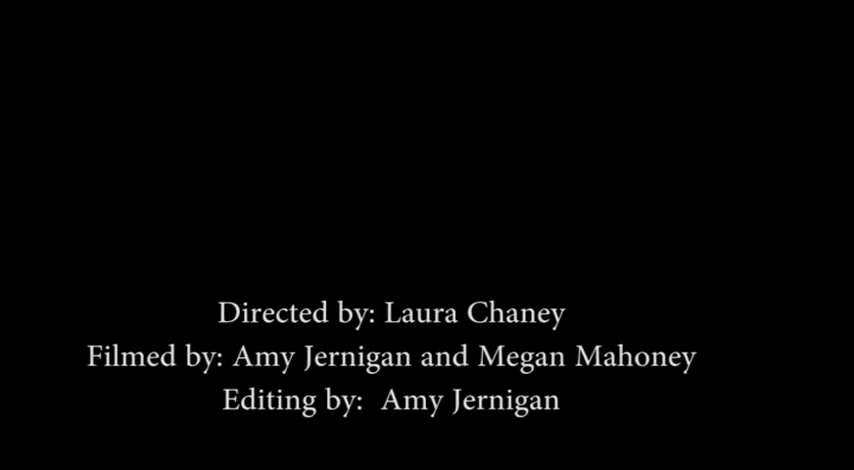 Directed by: Laura Chaney
Filmed by: Amy Jernigan and Megan Mahoney
Editing by:  Amy Jernigan